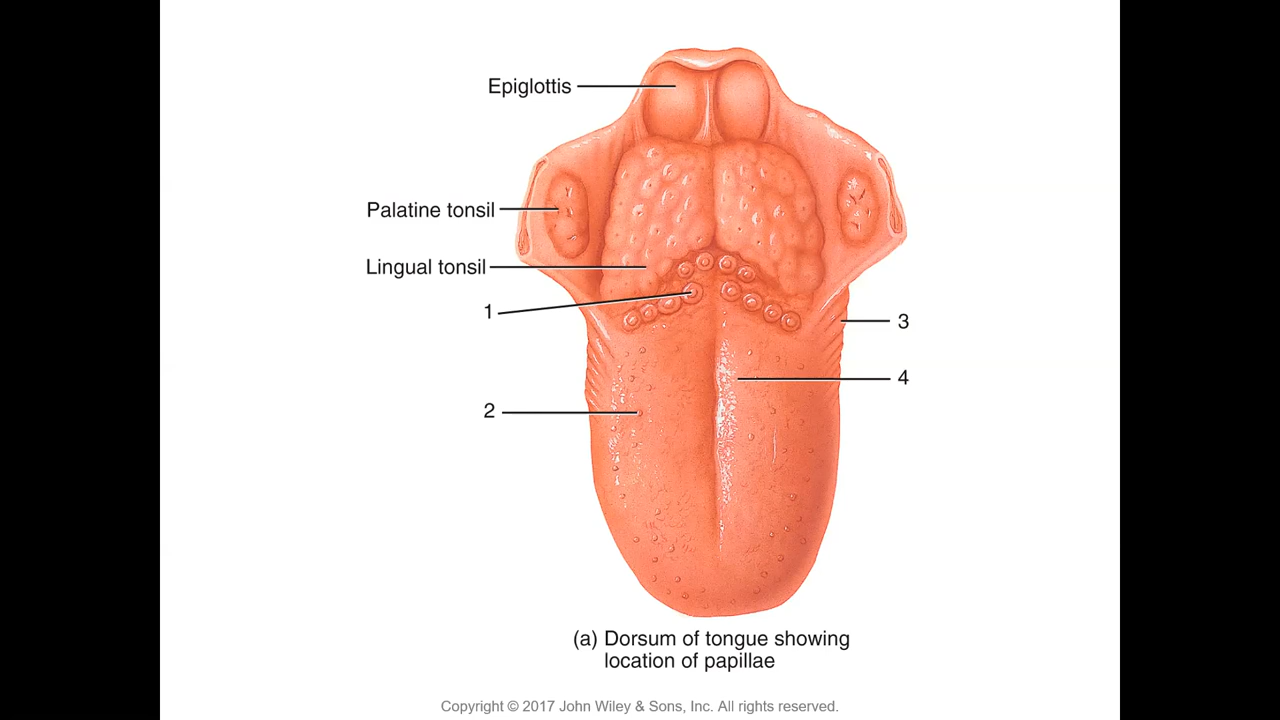 Epiglottis
Palatine tonsil
Lingual tonsil
1
3
4
2
(a) Dorsum of tongue showing
location of papillae
Copyright © 2017 John Wiley & Sons, Inc. All rights reserved.